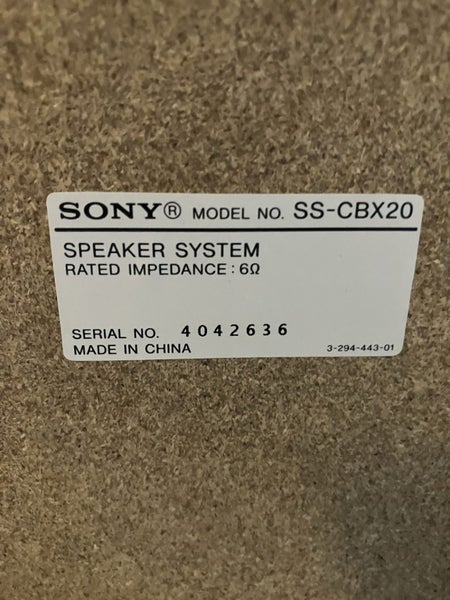 SONY® MODEL NO. SS-CBX20
SPEAKER SYSTEM
RATED IMPEDANCE : 6Ω
SERIAL NO. 4042636
MADE IN CHINA 3-294-443-01